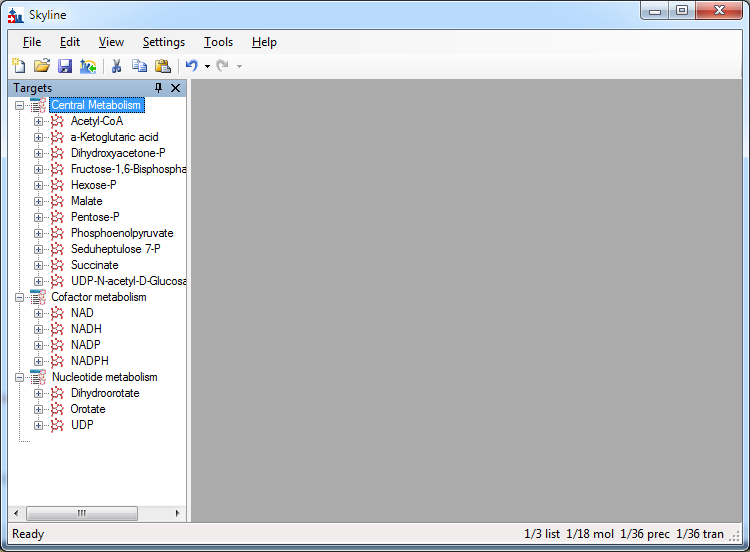 Skyline
File Edit View Settings Tools Help
Targets
Central Metabolism
Acetyl-CoA
a-Ketoglutaric acid
Dihydroxyacetone-P
Fructose-1,6-Bisphospha
Hexose-P
Malate
Pentose-P
Phosphoenolpyruvate
Seduheptulose 7-P
Succinate
UDP-N-acetyl-D-Glucosa
Cofactor metabolism
NAD
NADH
NADP
NADPH
Nucleotide metabolism
Dihydroorotate
Orotate
UDP
Ready 1/3 list 1/18 mol 1/36 prec 1/36 tran